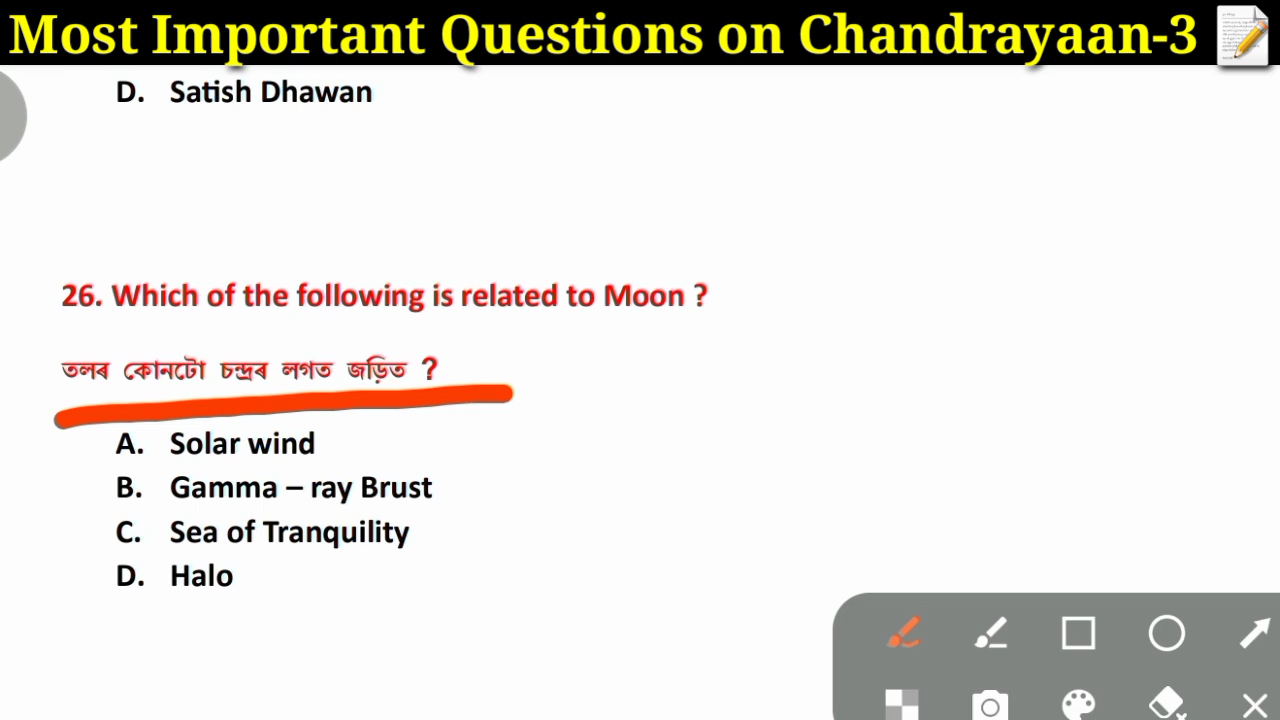 Most Important Questions on Chandrayaan-3
D. Satish Dhawan
26. Which of the following is related to Moon ?
তলৰ কোনটো চন্দ্ৰৰ লগত জড়িত ?
A. Solar wind
B. Gamma – ray Brust
C. Sea of Tranquility
D. Halo